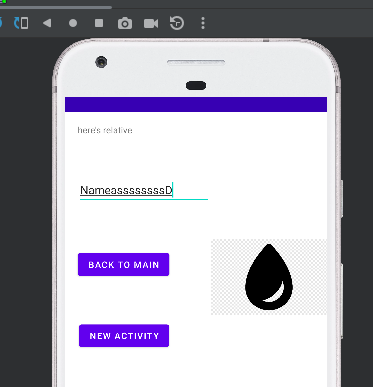 here's relative
NameasssssssssD
BACK TO MAIN
NEW ACTIVITY